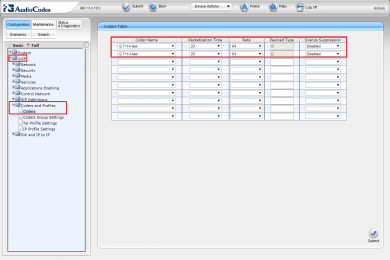 AudioCodes
MP-114 FXS
Submit
Burn
Device Actions
Home
Help
Log off
Configuration
Maintenance
Status & Diagnostics
Scenarios
Search
Basic
Full
System
VoIP
Network
Security
Media
Services
Applications Enabling
Control Network
SIP Definitions
Coders and Profiles
Coders
Coders Group Settings
Tel Profile Settings
IP Profile Settings
GW and IP to IP
Coders Table
Coder Name
Packetization Time
Rate
Payload Type
Silence Suppression
G.711A-law
20
64
8
Disabled
G.711U-law
20
64
0
Disabled
Submit